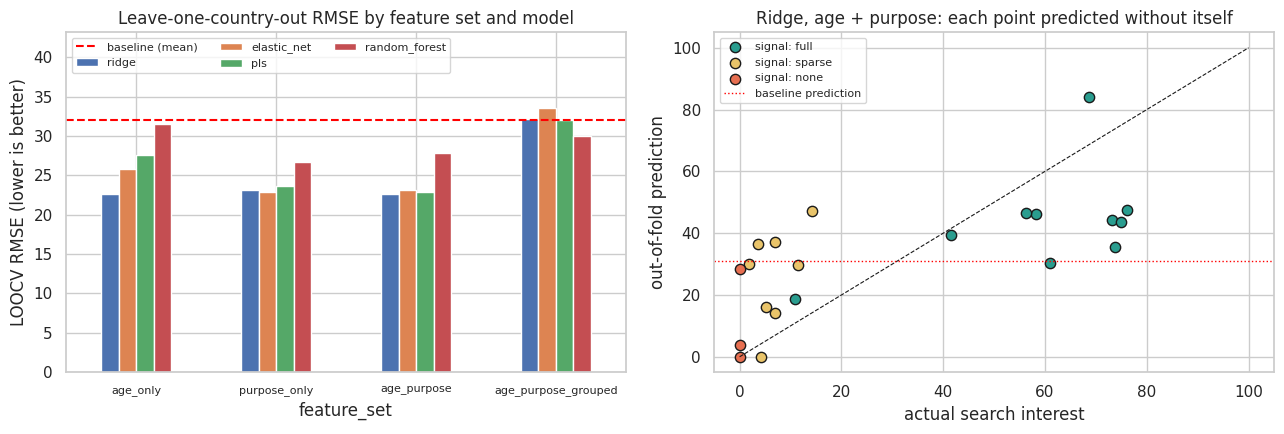 Leave-one-country-out RMSE by feature set and model
LOOCV RMSE (lower is better)
40
35
30
25
20
15
10
5
0
baseline (mean)
ridge
elastic_net
pls
random_forest
age_only
purpose_only
age_purpose
age_purpose_grouped
feature_set
Ridge, age + purpose: each point predicted without itself
out-of-fold prediction
100
80
60
40
20
0
signal: full
signal: sparse
signal: none
baseline prediction
0
20
40
60
80
100
actual search interest